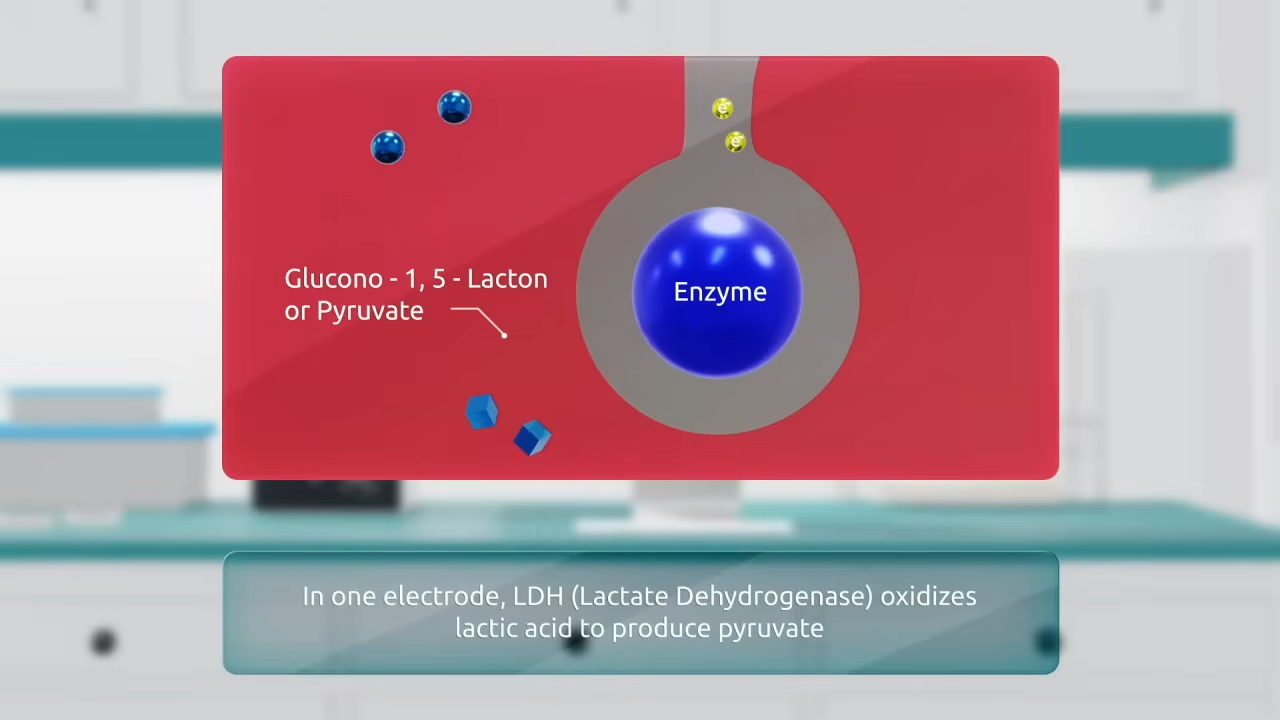 e-
e-
Glucono - 1, 5 - Lacton
or Pyruvate
Enzyme
In one electrode, LDH (Lactate Dehydrogenase) oxidizes
lactic acid to produce pyruvate